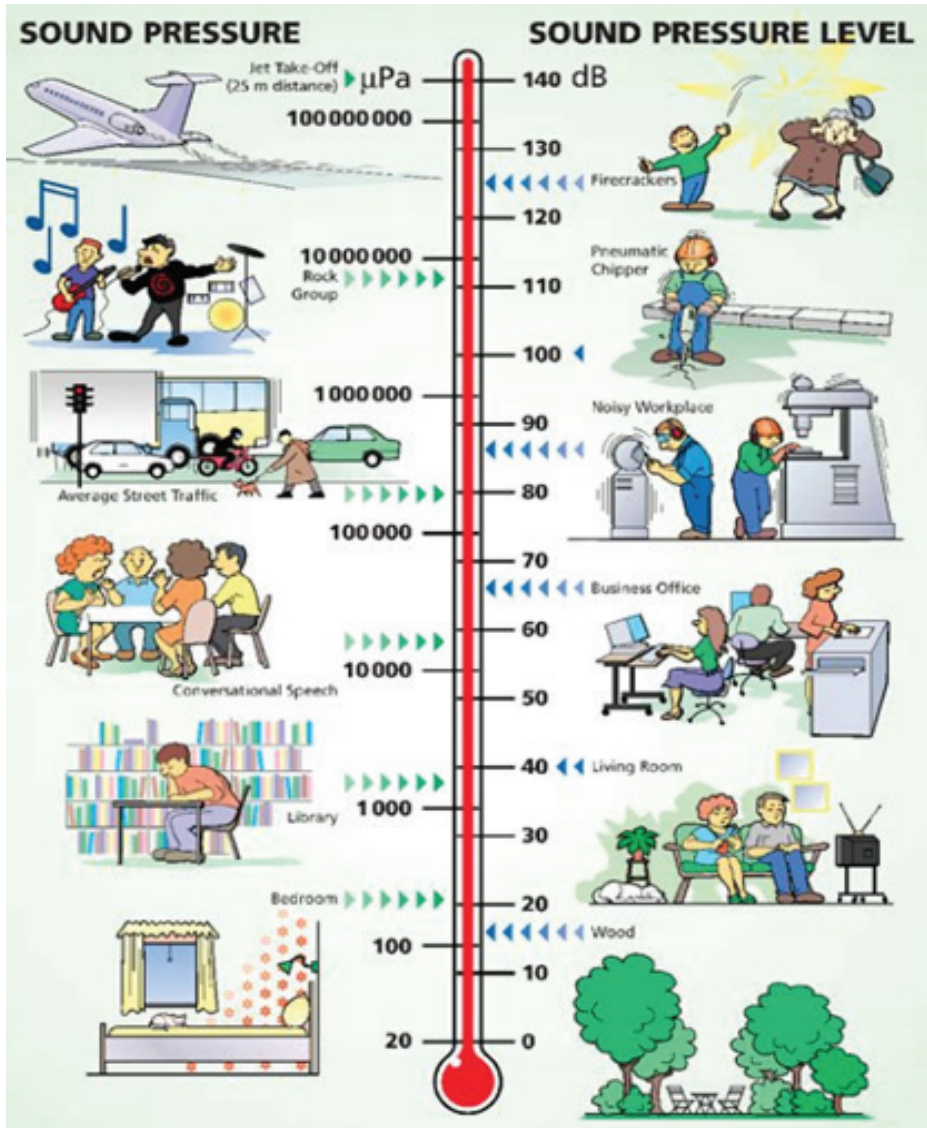 SOUND PRESSURE
SOUND PRESSURE LEVEL
Jet Take-Off
(25 m distance)
μPa
140 dB
100 000 000
130
Firecrackers
120
10 000 000
Pneumatic
Chipper
Rock
Group
110
100
1 000 000
Noisy Workplace
90
Average Street Traffic
80
100 000
70
Business Office
60
10 000
Conversational Speech
50
40
Living Room
1 000
Library
30
Bedroom
20
Wood
100
10
20
0